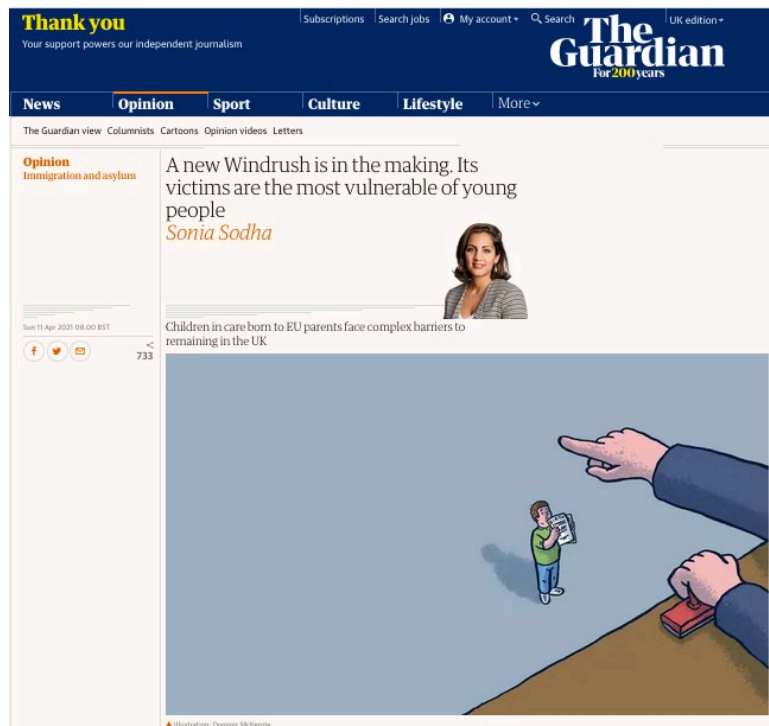 Thank you
Your support powers our independent journalism
Subscriptions Search jobs My account Search UK edition
The
Guardian
For 200 years
News Opinion Sport Culture Lifestyle More
The Guardian view Columnists Cartoons Opinion videos Letters
Opinion
Immigration and asylum
A new Windrush is in the making. Its
victims are the most vulnerable of young
people
Sonia Sodha
Sun 11 Apr 2021 08.00 BST
733
Children in care born to EU parents face complex barriers to
remaining in the UK
Illustration: Dominic McKenzie